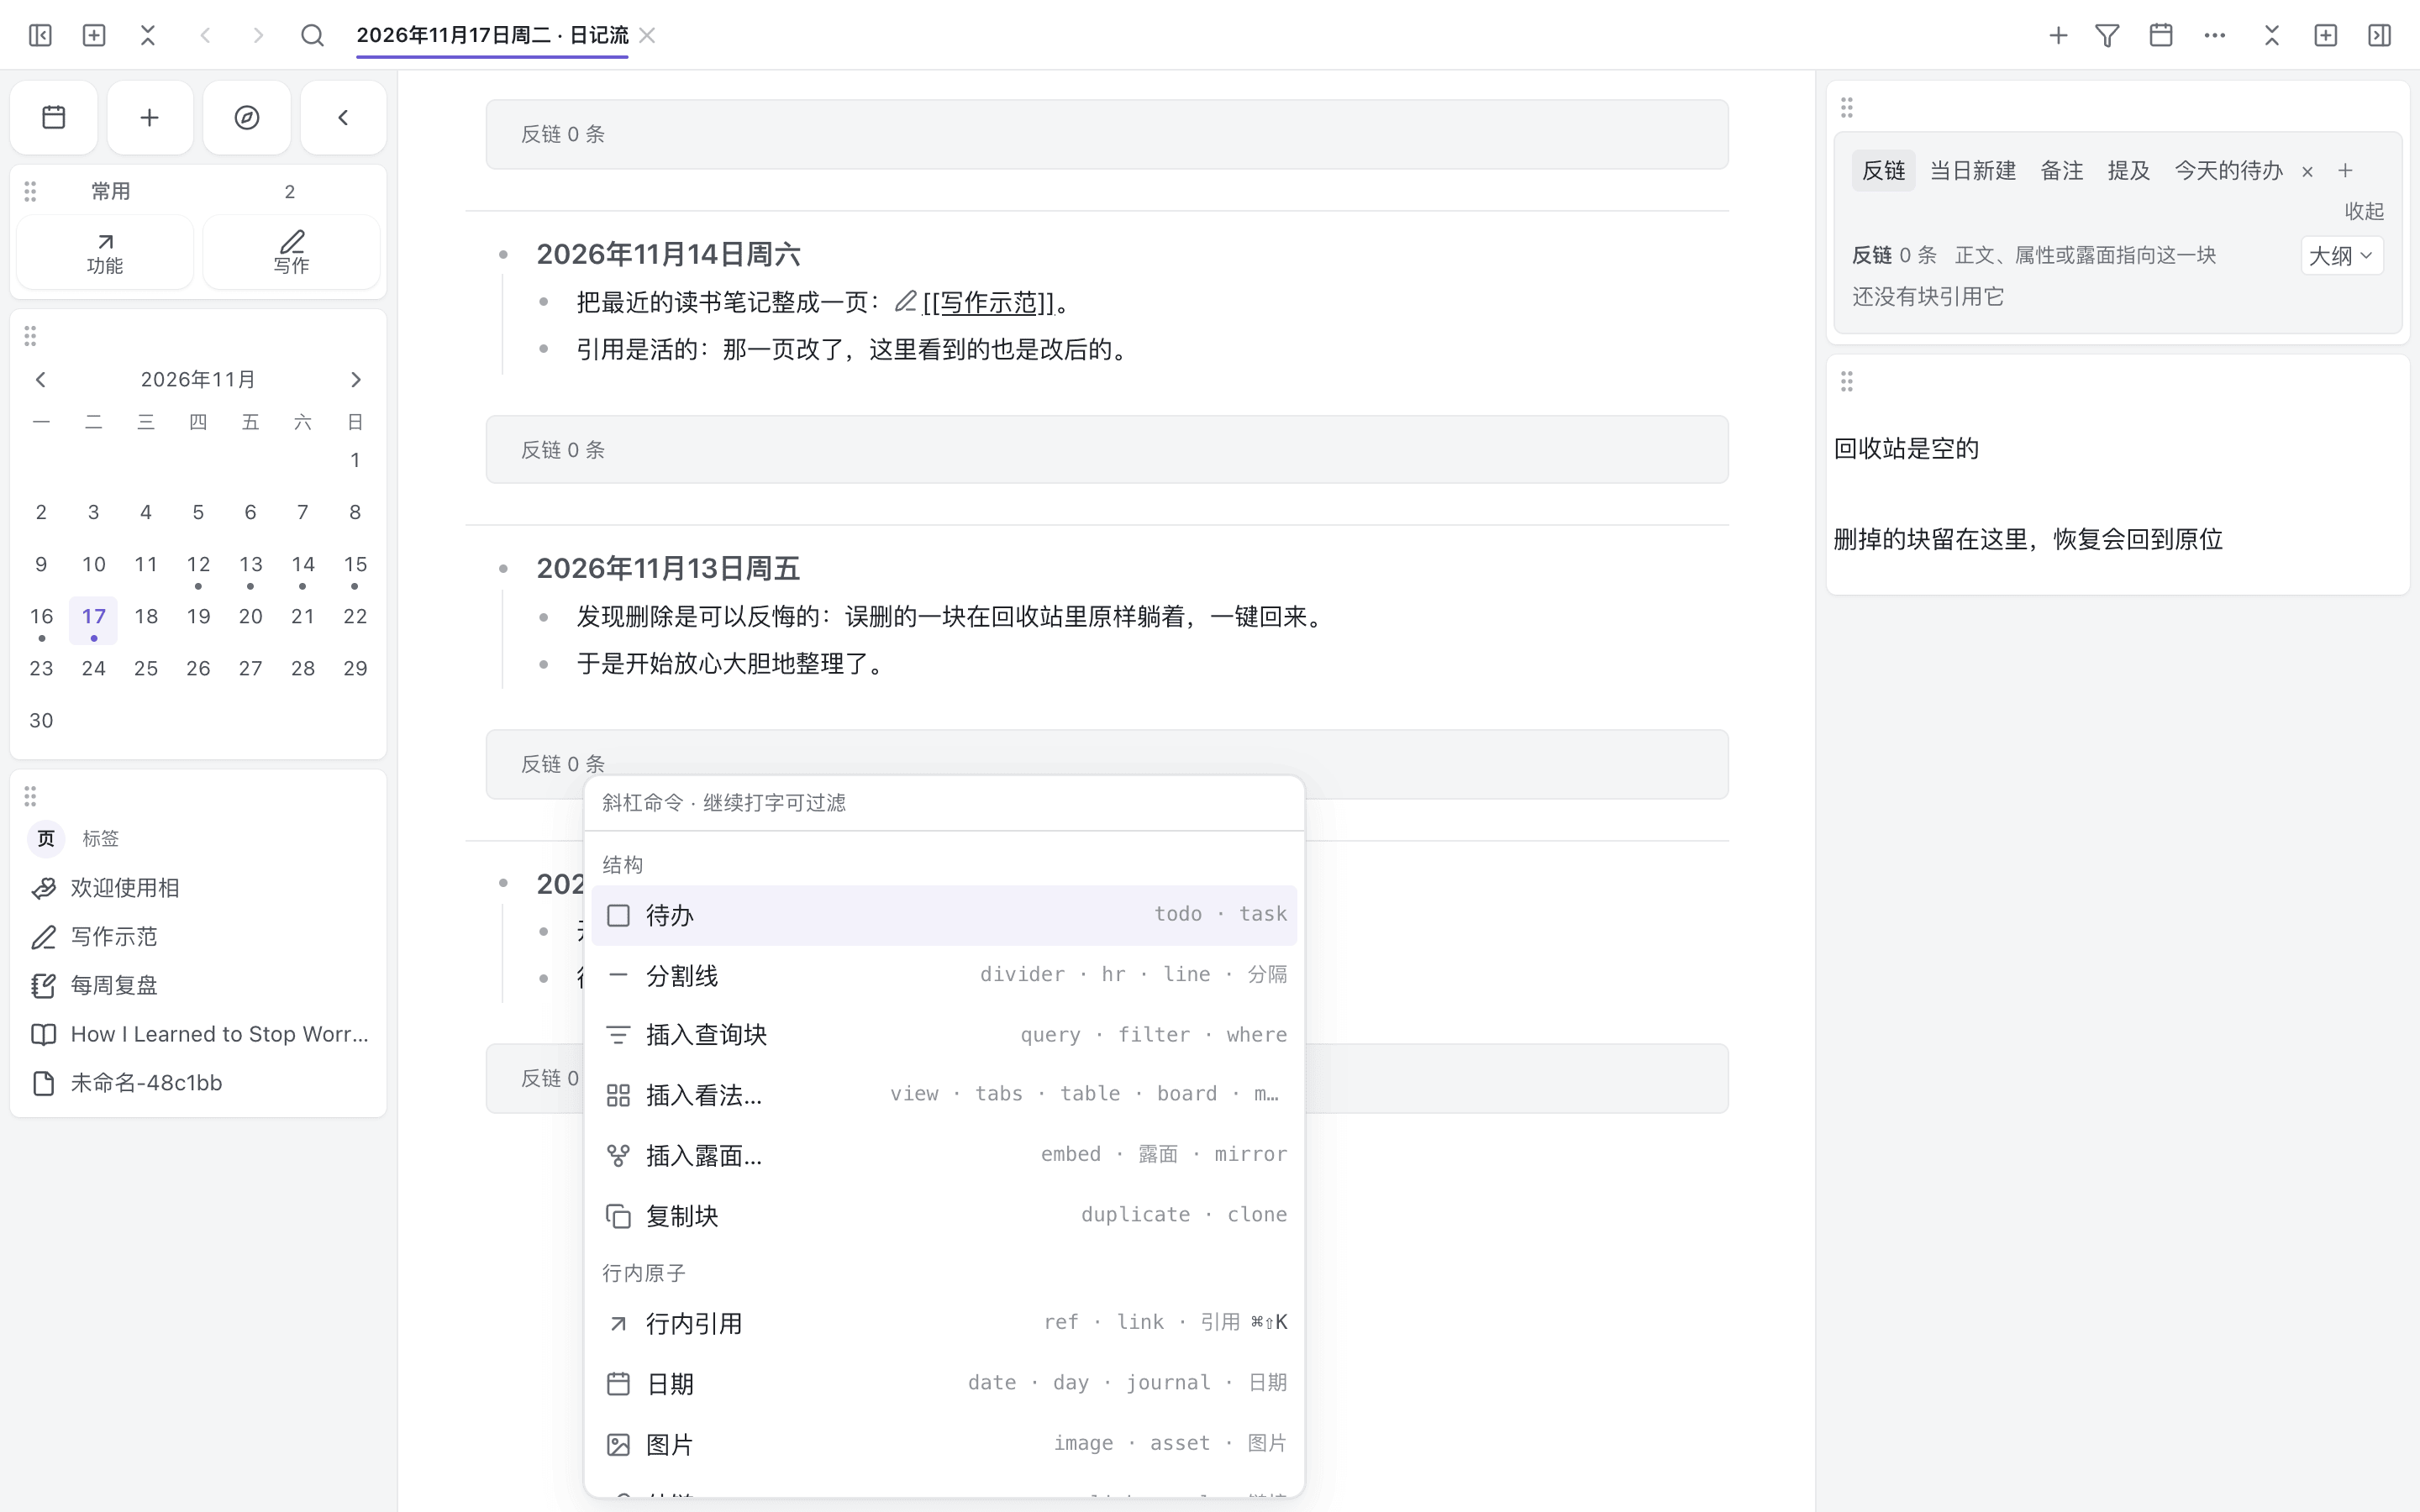 2026年11月17日周二 · 日记流
常用 2
功能 写作
2026年11月
一 二 三 四 五 六 日
1
2 3 4 5 6 7 8
9 10 11 12 13 14 15
16 17 18 19 20 21 22
23 24 25 26 27 28 29
30
页 标签
欢迎使用相
写作示范
每周复盘
How I Learned to Stop Worr...
未命名-48c1bb
反链 0 条
2026年11月14日周六
把最近的读书笔记整成一页：[[写作示范]]。
引用是活的：那一页改了，这里看到的也是改后的。
反链 0 条
2026年11月13日周五
发现删除是可以反悔的：误删的一块在回收站里原样躺着，一键回来。
于是开始放心大胆地整理了。
反链 0 条
202
反链 0
斜杠命令 · 继续打字可过滤
结构
待办 todo · task
分割线 divider · hr · line · 分隔
插入查询块 query · filter · where
插入看法... view · tabs · table · board · m…
插入露面... embed · 露面 · mirror
复制块 duplicate · clone
行内原子
行内引用 ref · link · 引用 ⌘⇧K
日期 date · day · journal · 日期
图片 image · asset · 图片
反链 当日新建 备注 提及 今天的待办 × +
收起
反链 0 条 正文、属性或露面指向这一块 大纲
还没有块引用它
回收站是空的
删掉的块留在这里，恢复会回到原位